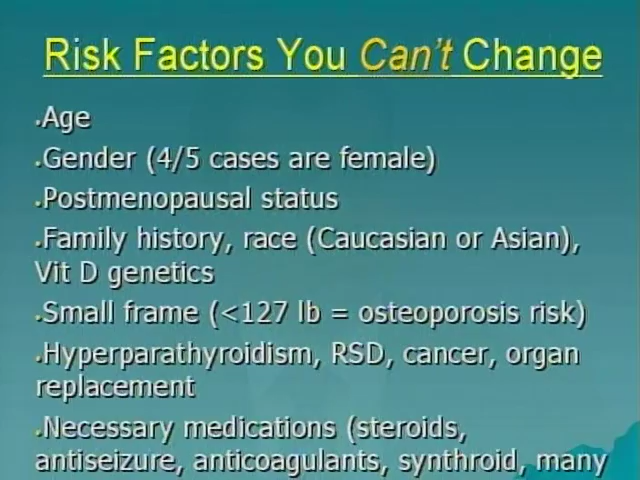 Risk Factors You Can't Change
.Age
.Gender (4/5 cases are female)
.Postmenopausal status
.Family history, race (Caucasian or Asian),
Vit D genetics
.Small frame (<127 lb = osteoporosis risk)
.Hyperparathyroidism, RSD, cancer, organ
replacement
.Necessary medications (steroids,
antiseizure, anticoagulants, synthroid, many